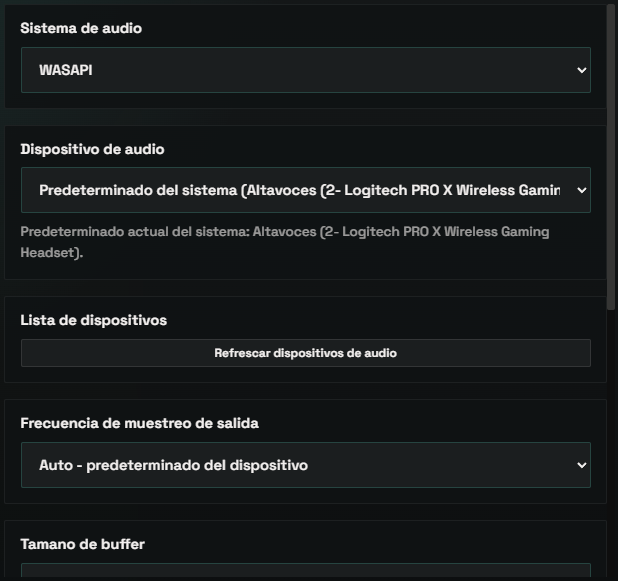 Sistema de audio
WASAPI
Dispositivo de audio
Predeterminado del sistema (Altavoces (2- Logitech PRO X Wireless Gamin
Predeterminado actual del sistema: Altavoces (2- Logitech PRO X Wireless Gaming
Headset).
Lista de dispositivos
Refrescar dispositivos de audio
Frecuencia de muestreo de salida
Auto - predeterminado del dispositivo
Tamano de buffer